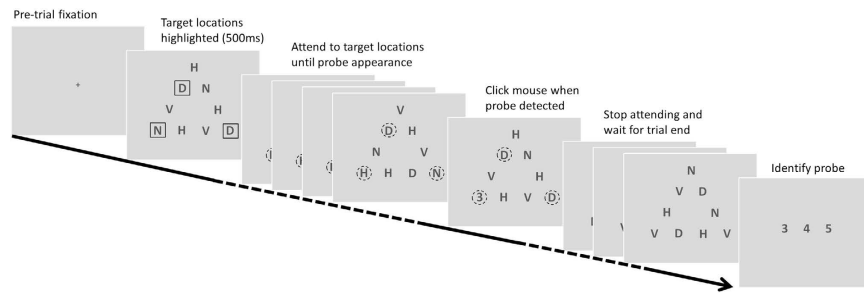 Pre-trial fixation
+
Target locations
highlighted (500ms)
H
D N
V H
N H V D
Attend to target locations
until probe appearance
V
D H
N V
H H D N
Click mouse when
probe detected
H
D N
V H
3 H V D
Stop attending and
wait for trial end
N
V D
H N
V D H V
Identify probe
3 4 5